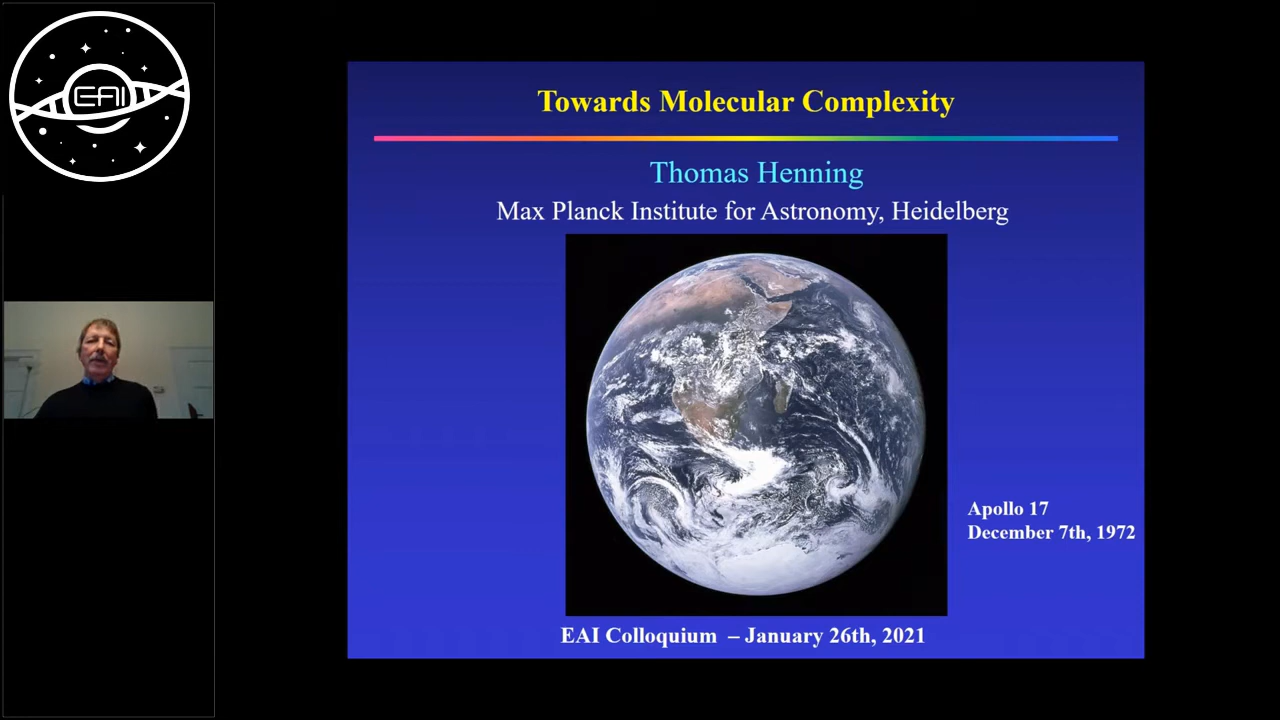 EAI
Towards Molecular Complexity
Thomas Henning
Max Planck Institute for Astronomy, Heidelberg
Apollo 17
December 7th, 1972
EAI Colloquium – January 26th, 2021